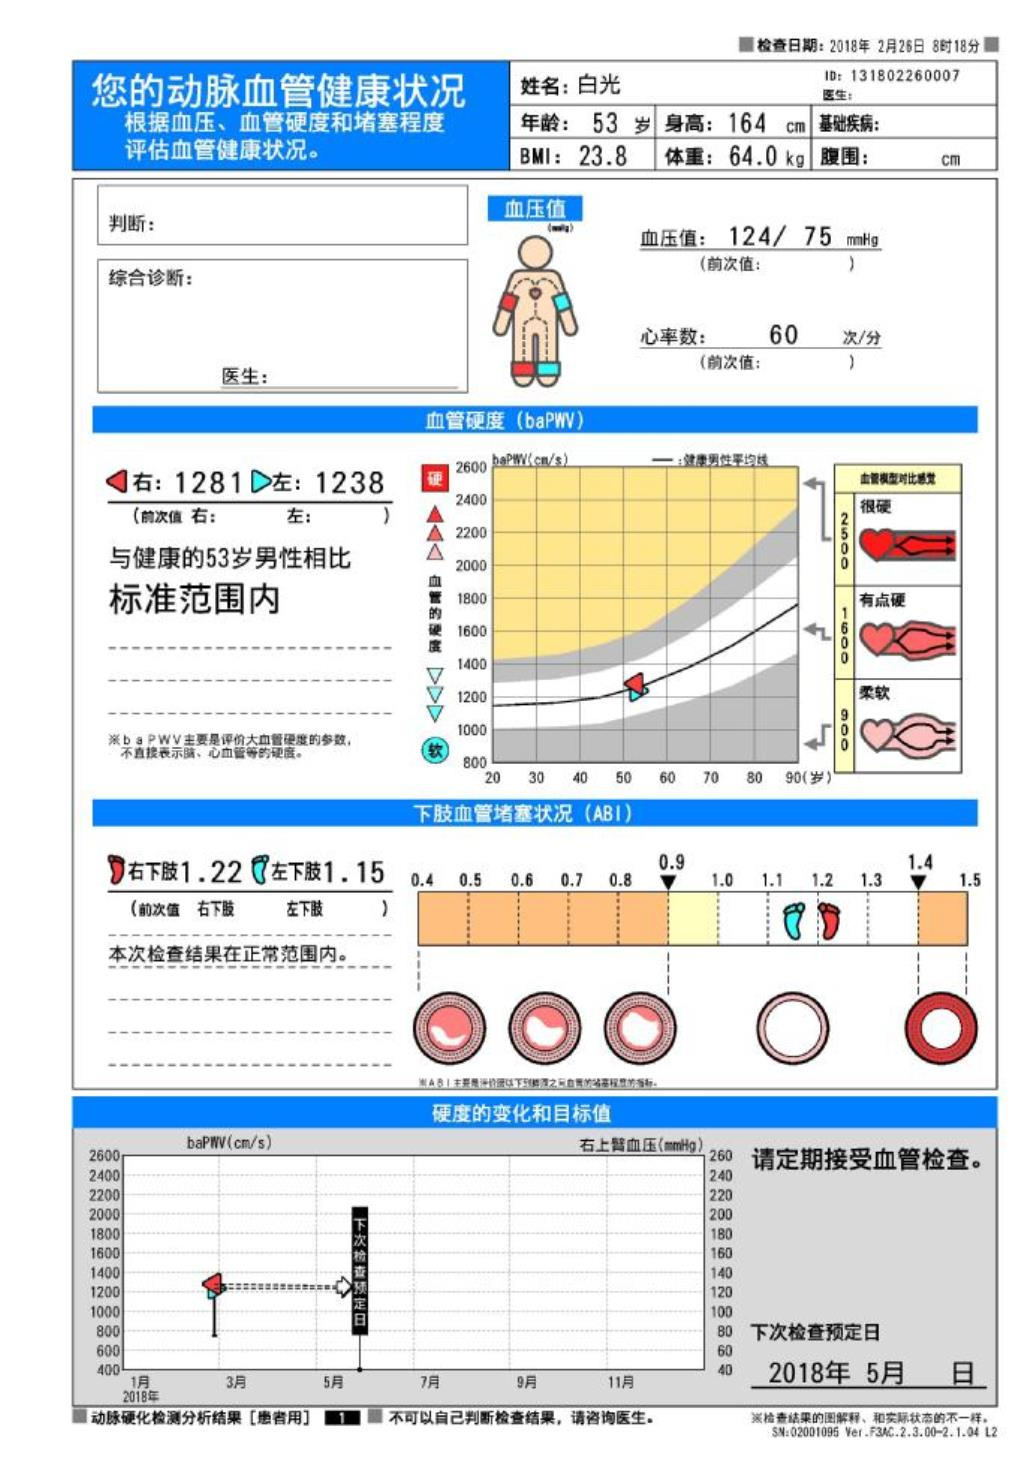 检查日期: 2018年 2月26日 8时18分
您的动脉血管健康状况
根据血压、血管硬度和堵塞程度
评估血管健康状况。
姓名: 白光
ID: 131802260007
医生:
年龄: 53 岁 身高: 164 cm 基础疾病:
BMI: 23.8 体重: 64.0 kg 腹围: cm
判断:
综合诊断:
医生:
血压值
(mmHg)
血压值: 124/ 75 mmHg
(前次值: )
心率数: 60 次/分
(前次值: )
血管硬度 (baPWV)
右: 1281 左: 1238
(前次值 右: 左: )
与健康的53岁男性相比
标准范围内
※baPWV主要是评价大血管硬度的参数,
不直接表示脑、心血管等的硬度。
硬
血管的硬度
软
baPWV(cm/s) —— :健康男性平均线
2600
2400
2200
2000
1800
1600
1400
1200
1000
800
20 30 40 50 60 70 80 90(岁)
血管模型对比感觉
2500 很硬
1600 有点硬
900 柔软
下肢血管堵塞状况 (ABI)
右下肢1.22 左下肢1.15
(前次值 右下肢 左下肢 )
本次检查结果在正常范围内。
0.9 1.4
0.4 0.5 0.6 0.7 0.8 1.0 1.1 1.2 1.3 1.5
硬度的变化和目标值
baPWV(cm/s) 右上臂血压(mmHg)
2600 260
2400 240
2200 220
2000 200
1800 180
1600 160
1400 140
1200 120
1000 100
800 80
600 60
400 40
下次检查预定日
1月 3月 5月 7月 9月 11月
2018年
请定期接受血管检查。
下次检查预定日
2018年 5月 日
动脉硬化检测分析结果 [患者用] 1 不可以自己判断检查结果, 请咨询医生。
※检查结果的图解释、和实际状态的不一样。
SN:02001095 Ver.F3AC.2.3.00-2.1.04 L2